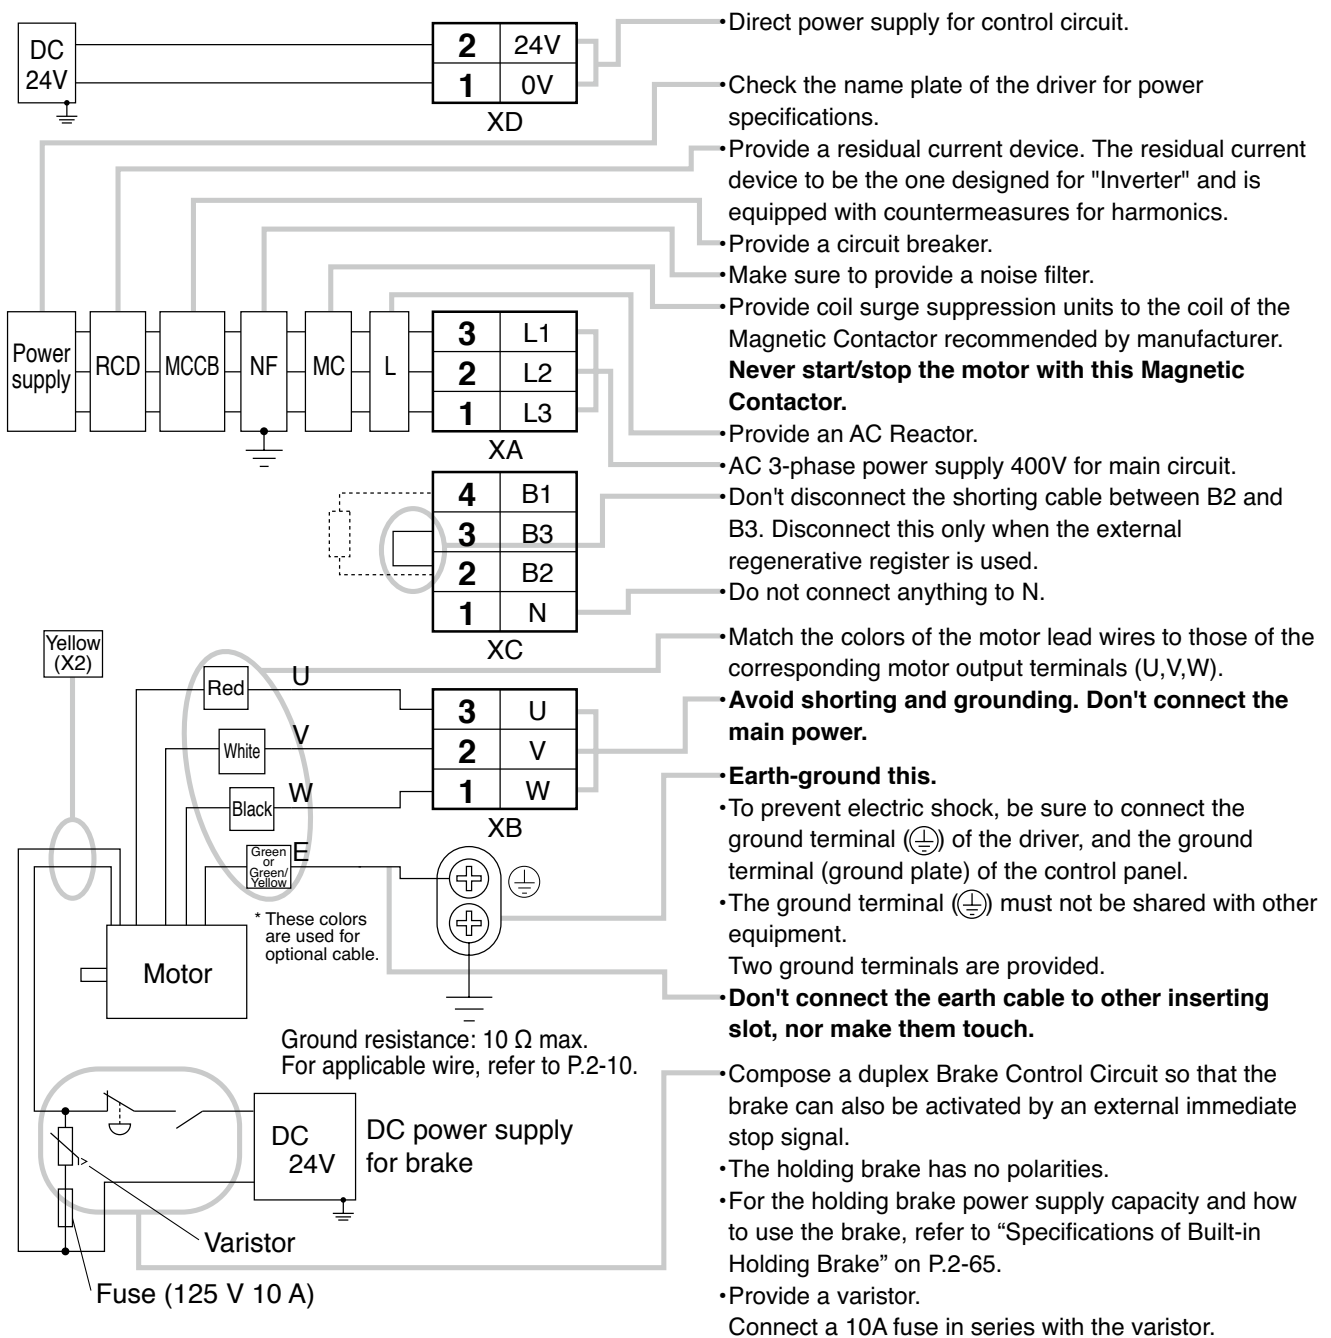 DC
24V
2 24V
1 0V
XD
•Direct power supply for control circuit.
•Check the name plate of the driver for power
specifications.
•Provide a residual current device. The residual current
device to be the one designed for "Inverter" and is
equipped with countermeasures for harmonics.
•Provide a circuit breaker.
•Make sure to provide a noise filter.
•Provide coil surge suppression units to the coil of the
Magnetic Contactor recommended by manufacturer.
Never start/stop the motor with this Magnetic
Contactor.
•Provide an AC Reactor.
•AC 3-phase power supply 400V for main circuit.
•Don't disconnect the shorting cable between B2 and
B3. Disconnect this only when the external
regenerative register is used.
•Do not connect anything to N.
•Match the colors of the motor lead wires to those of the
corresponding motor output terminals (U,V,W).
•Avoid shorting and grounding. Don't connect the
main power.
•Earth-ground this.
•To prevent electric shock, be sure to connect the
ground terminal (⏚) of the driver, and the ground
terminal (ground plate) of the control panel.
•The ground terminal (⏚) must not be shared with other
equipment.
Two ground terminals are provided.
•Don't connect the earth cable to other inserting
slot, nor make them touch.
•Compose a duplex Brake Control Circuit so that the
brake can also be activated by an external immediate
stop signal.
•The holding brake has no polarities.
•For the holding brake power supply capacity and how
to use the brake, refer to “Specifications of Built-in
Holding Brake” on P.2-65.
•Provide a varistor.
Connect a 10A fuse in series with the varistor.
Power
supply
RCD
MCCB
NF
MC
L
3 L1
2 L2
1 L3
XA
4 B1
3 B3
2 B2
1 N
XC
Yellow
(X2)
Red
U
White
V
Black
W
Green
or
Green/
Yellow
E
3 U
2 V
1 W
XB
* These colors
are used for
optional cable.
Motor
Ground resistance: 10 Ω max.
For applicable wire, refer to P.2-10.
DC
24V
DC power supply
for brake
Varistor
Fuse (125 V 10 A)